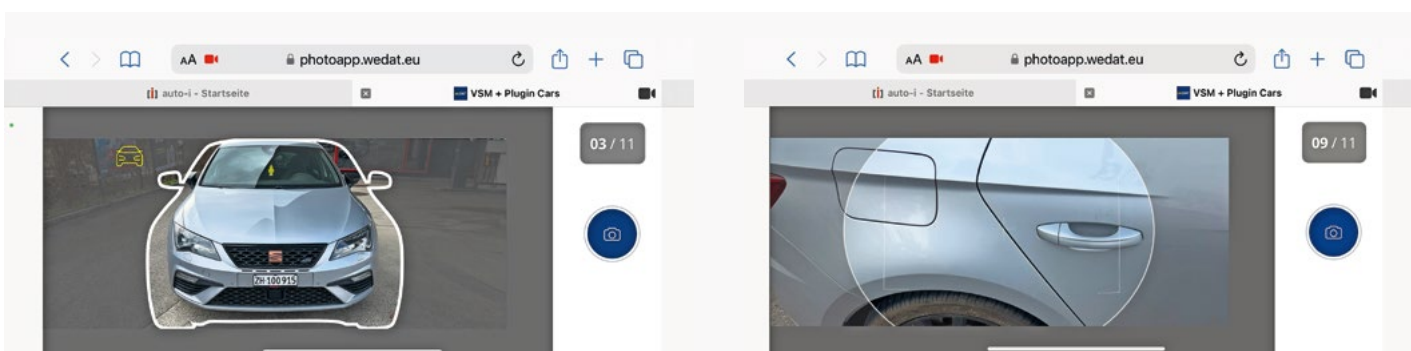 AA photoapp.wedat.eu
auto-i - Startseite VSM + Plugin Cars
03 / 11
ZH·100915
AA photoapp.wedat.eu
auto-i - Startseite VSM + Plugin Cars
09 / 11